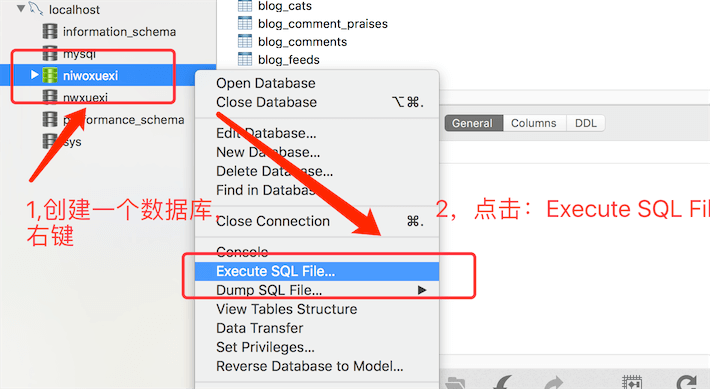 localhost
information_schema
mysql
niwoxuexi
nwxuexi
performance_schema
sys
blog_cats
blog_comment_praises
blog_comments
blog_feeds
General Columns DDL
Open Database
Close Database ⌥⌘.
Edit Database...
New Database...
Delete Database...
Find in Database
Close Connection ⌘.
Console
Execute SQL File...
Dump SQL File...
View Tables Structure
Data Transfer
Set Privileges...
Reverse Database to Model...
1,创建一个数据库,
右键
2，点击：Execute SQL Fil